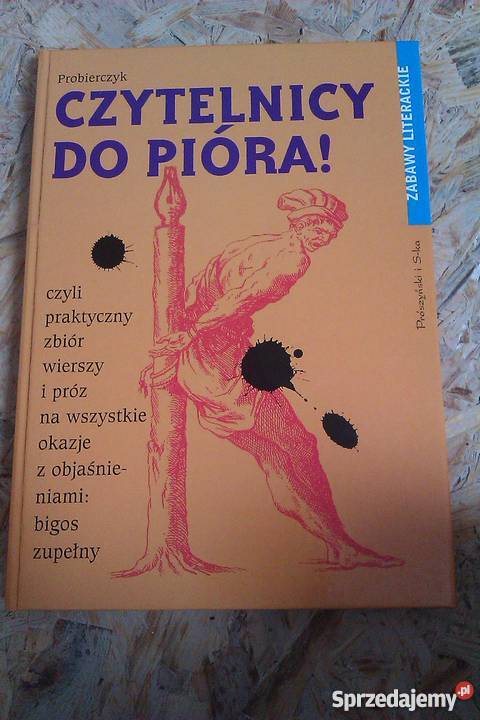 Probierczyk
CZYTELNICY
DO PIÓRA!
ZABAWY LITERACKIE
Prószyński i S-ka
czyli
praktyczny
zbiór
wierszy
i próz
na wszystkie
okazje
z objaśnie-
niami:
bigos
zupełny
Sprzedajemy.pl